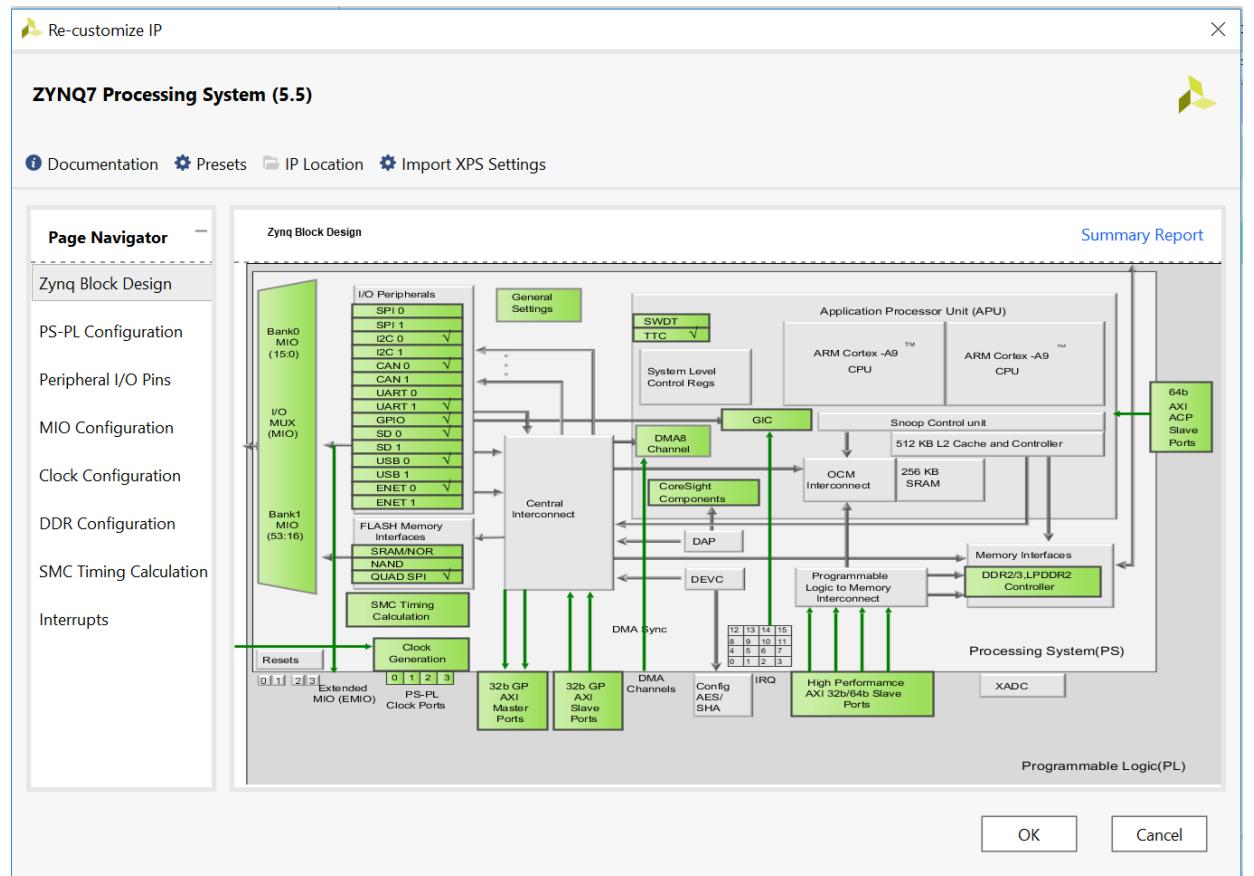 Re-customize IP
ZYNQ7 Processing System (5.5)
Documentation Presets IP Location Import XPS Settings
Page Navigator
Zynq Block Design
PS-PL Configuration
Peripheral I/O Pins
MIO Configuration
Clock Configuration
DDR Configuration
SMC Timing Calculation
Interrupts
Zynq Block Design
Summary Report
Bank0
MIO
(15:0)
I/O
MUX
(MIO)
Bank1
MIO
(53:16)
I/O Peripherals
SPI 0
SPI 1
I2C 0 √
I2C 1
CAN 0 √
CAN 1
UART 0
UART 1 √
GPIO √
SD 0 √
SD 1
USB 0 √
USB 1
ENET 0 √
ENET 1
FLASH Memory
Interfaces
SRAM/NOR
NAND
QUAD SPI √
SMC Timing
Calculation
Clock
Generation
Resets
0 1 2 3
Extended
MIO (EMIO)
0 1 2 3
PS-PL
Clock Ports
General
Settings
Central
Interconnect
32b GP
AXI
Master
Ports
32b GP
AXI
Slave
Ports
Application Processor Unit (APU)
SWDT
TTC √
System Level
Control Regs
ARM Cortex -A9 ™
CPU
ARM Cortex -A9 ™
CPU
GIC
Snoop Control unit
512 KB L2 Cache and Controller
DMA8
Channel
CoreSight
Components
OCM
Interconnect
256 KB
SRAM
DAP
DEVC
Programmable
Logic to Memory
Interconnect
Memory Interfaces
DDR2/3,LPDDR2
Controller
DMA Sync
12 13 14 15
8 9 10 11
4 5 6 7
0 1 2 3
IRQ
DMA
Channels
Config
AES/
SHA
High Performamce
AXI 32b/64b Slave
Ports
Processing System(PS)
XADC
64b
AXI
ACP
Slave
Ports
Programmable Logic(PL)
OK
Cancel